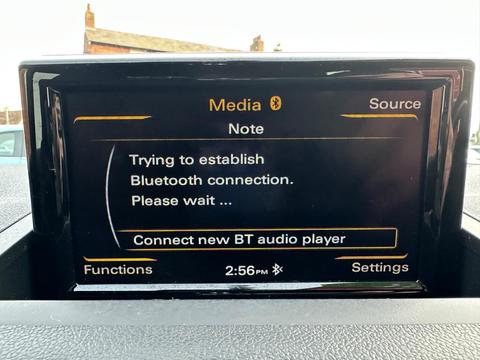 Media
Source
Note
Trying to establish
Bluetooth connection.
Please wait ...
Connect new BT audio player
Functions
2:56PM
Settings